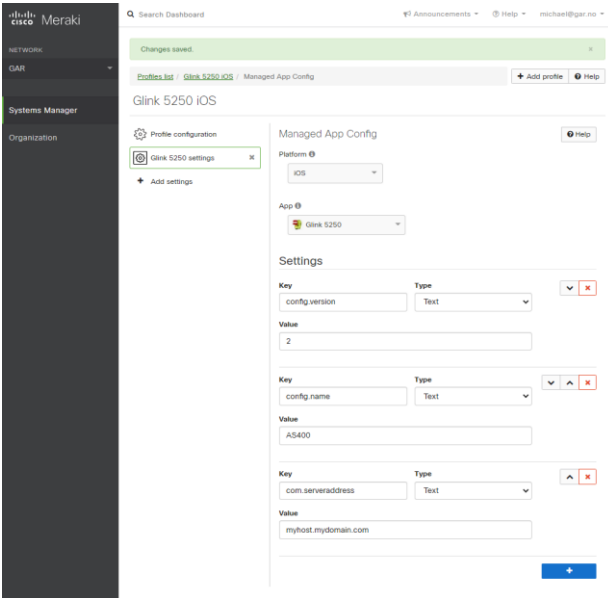 CISCO Meraki
Search Dashboard
Announcements
Help
michael@gar.no
NETWORK
GAR
Systems Manager
Organization
Changes saved.
×
Profiles list / Glink 5250 iOS / Managed App Config
+ Add profile
Help
Glink 5250 iOS
Profile configuration
Glink 5250 settings
×
+ Add settings
Managed App Config
Help
Platform
iOS
App
Glink 5250
Settings
Key
Type
config.version
Text
Value
2
Key
Type
config.name
Text
Value
AS400
Key
Type
com.serveraddress
Text
Value
myhost.mydomain.com
+